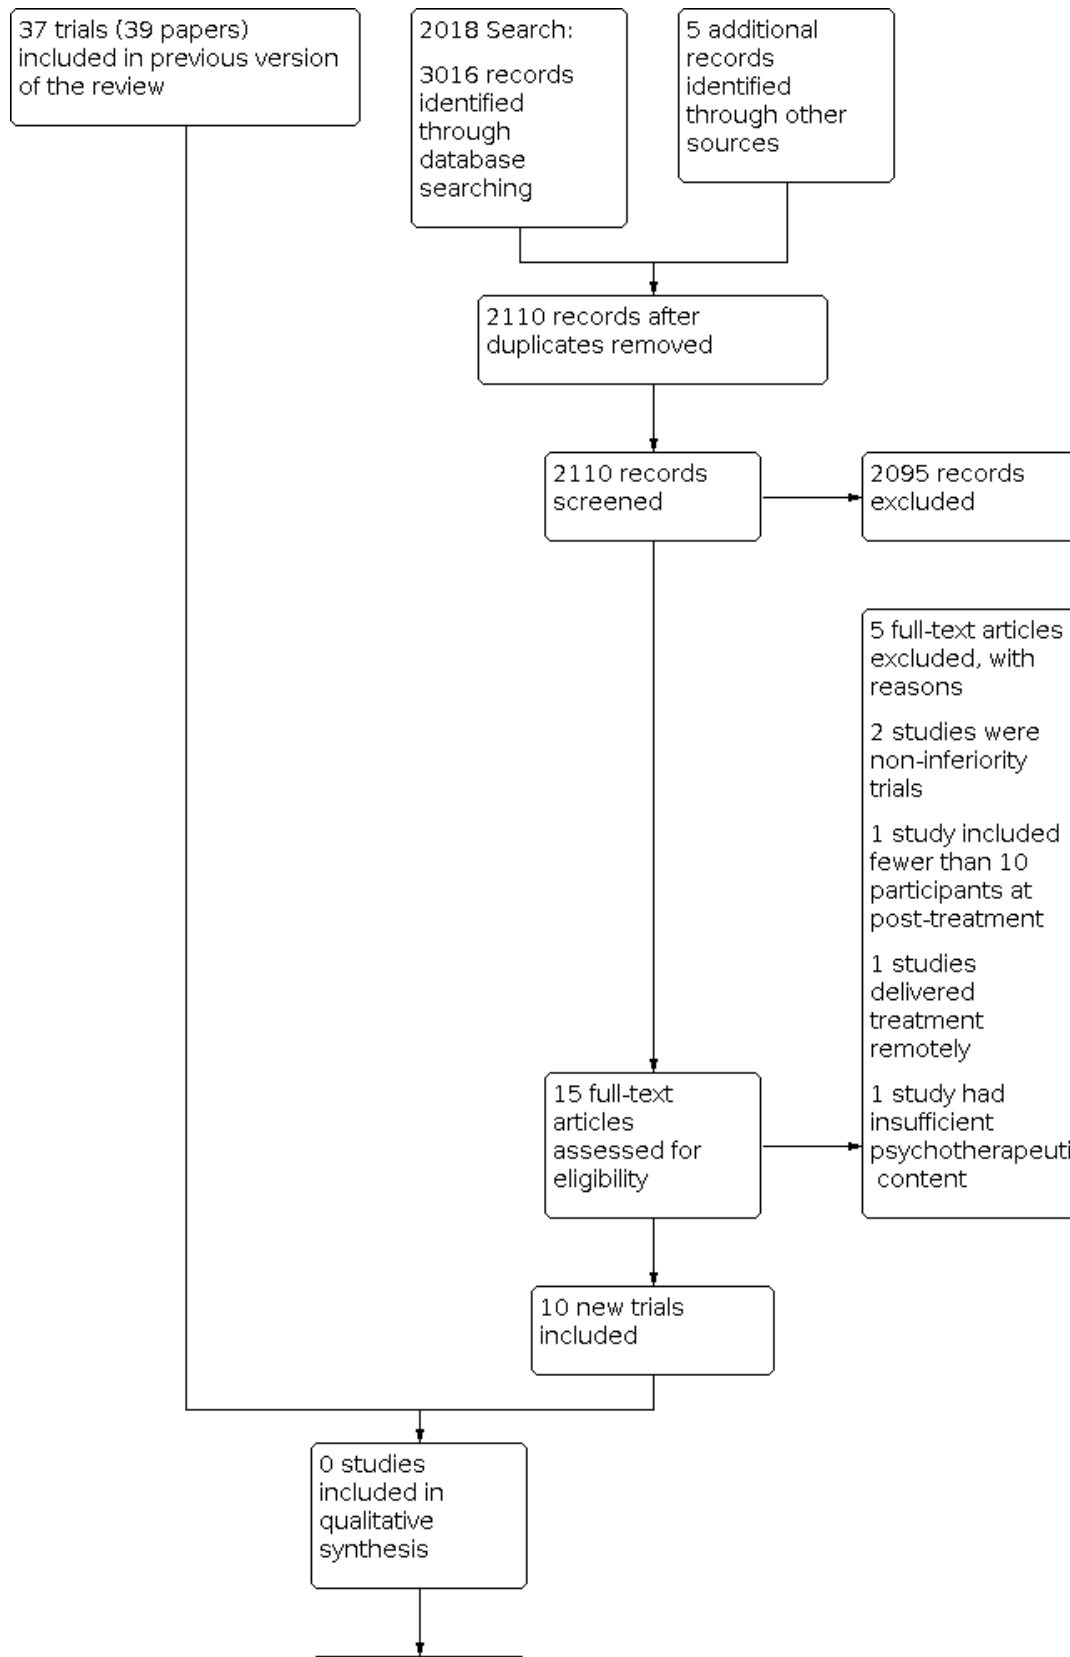 37 trials (39 papers)
included in previous version
of the review
2018 Search:
3016 records
identified
through
database
searching
5 additional
records
identified
through other
sources
2110 records after
duplicates removed
2110 records
screened
2095 records
excluded
5 full-text articles
excluded, with
reasons
2 studies were
non-inferiority
trials
1 study included
fewer than 10
participants at
post-treatment
1 studies
delivered
treatment
remotely
1 study had
insufficient
psychotherapeuti
content
15 full-text
articles
assessed for
eligibility
10 new trials
included
0 studies
included in
qualitative
synthesis